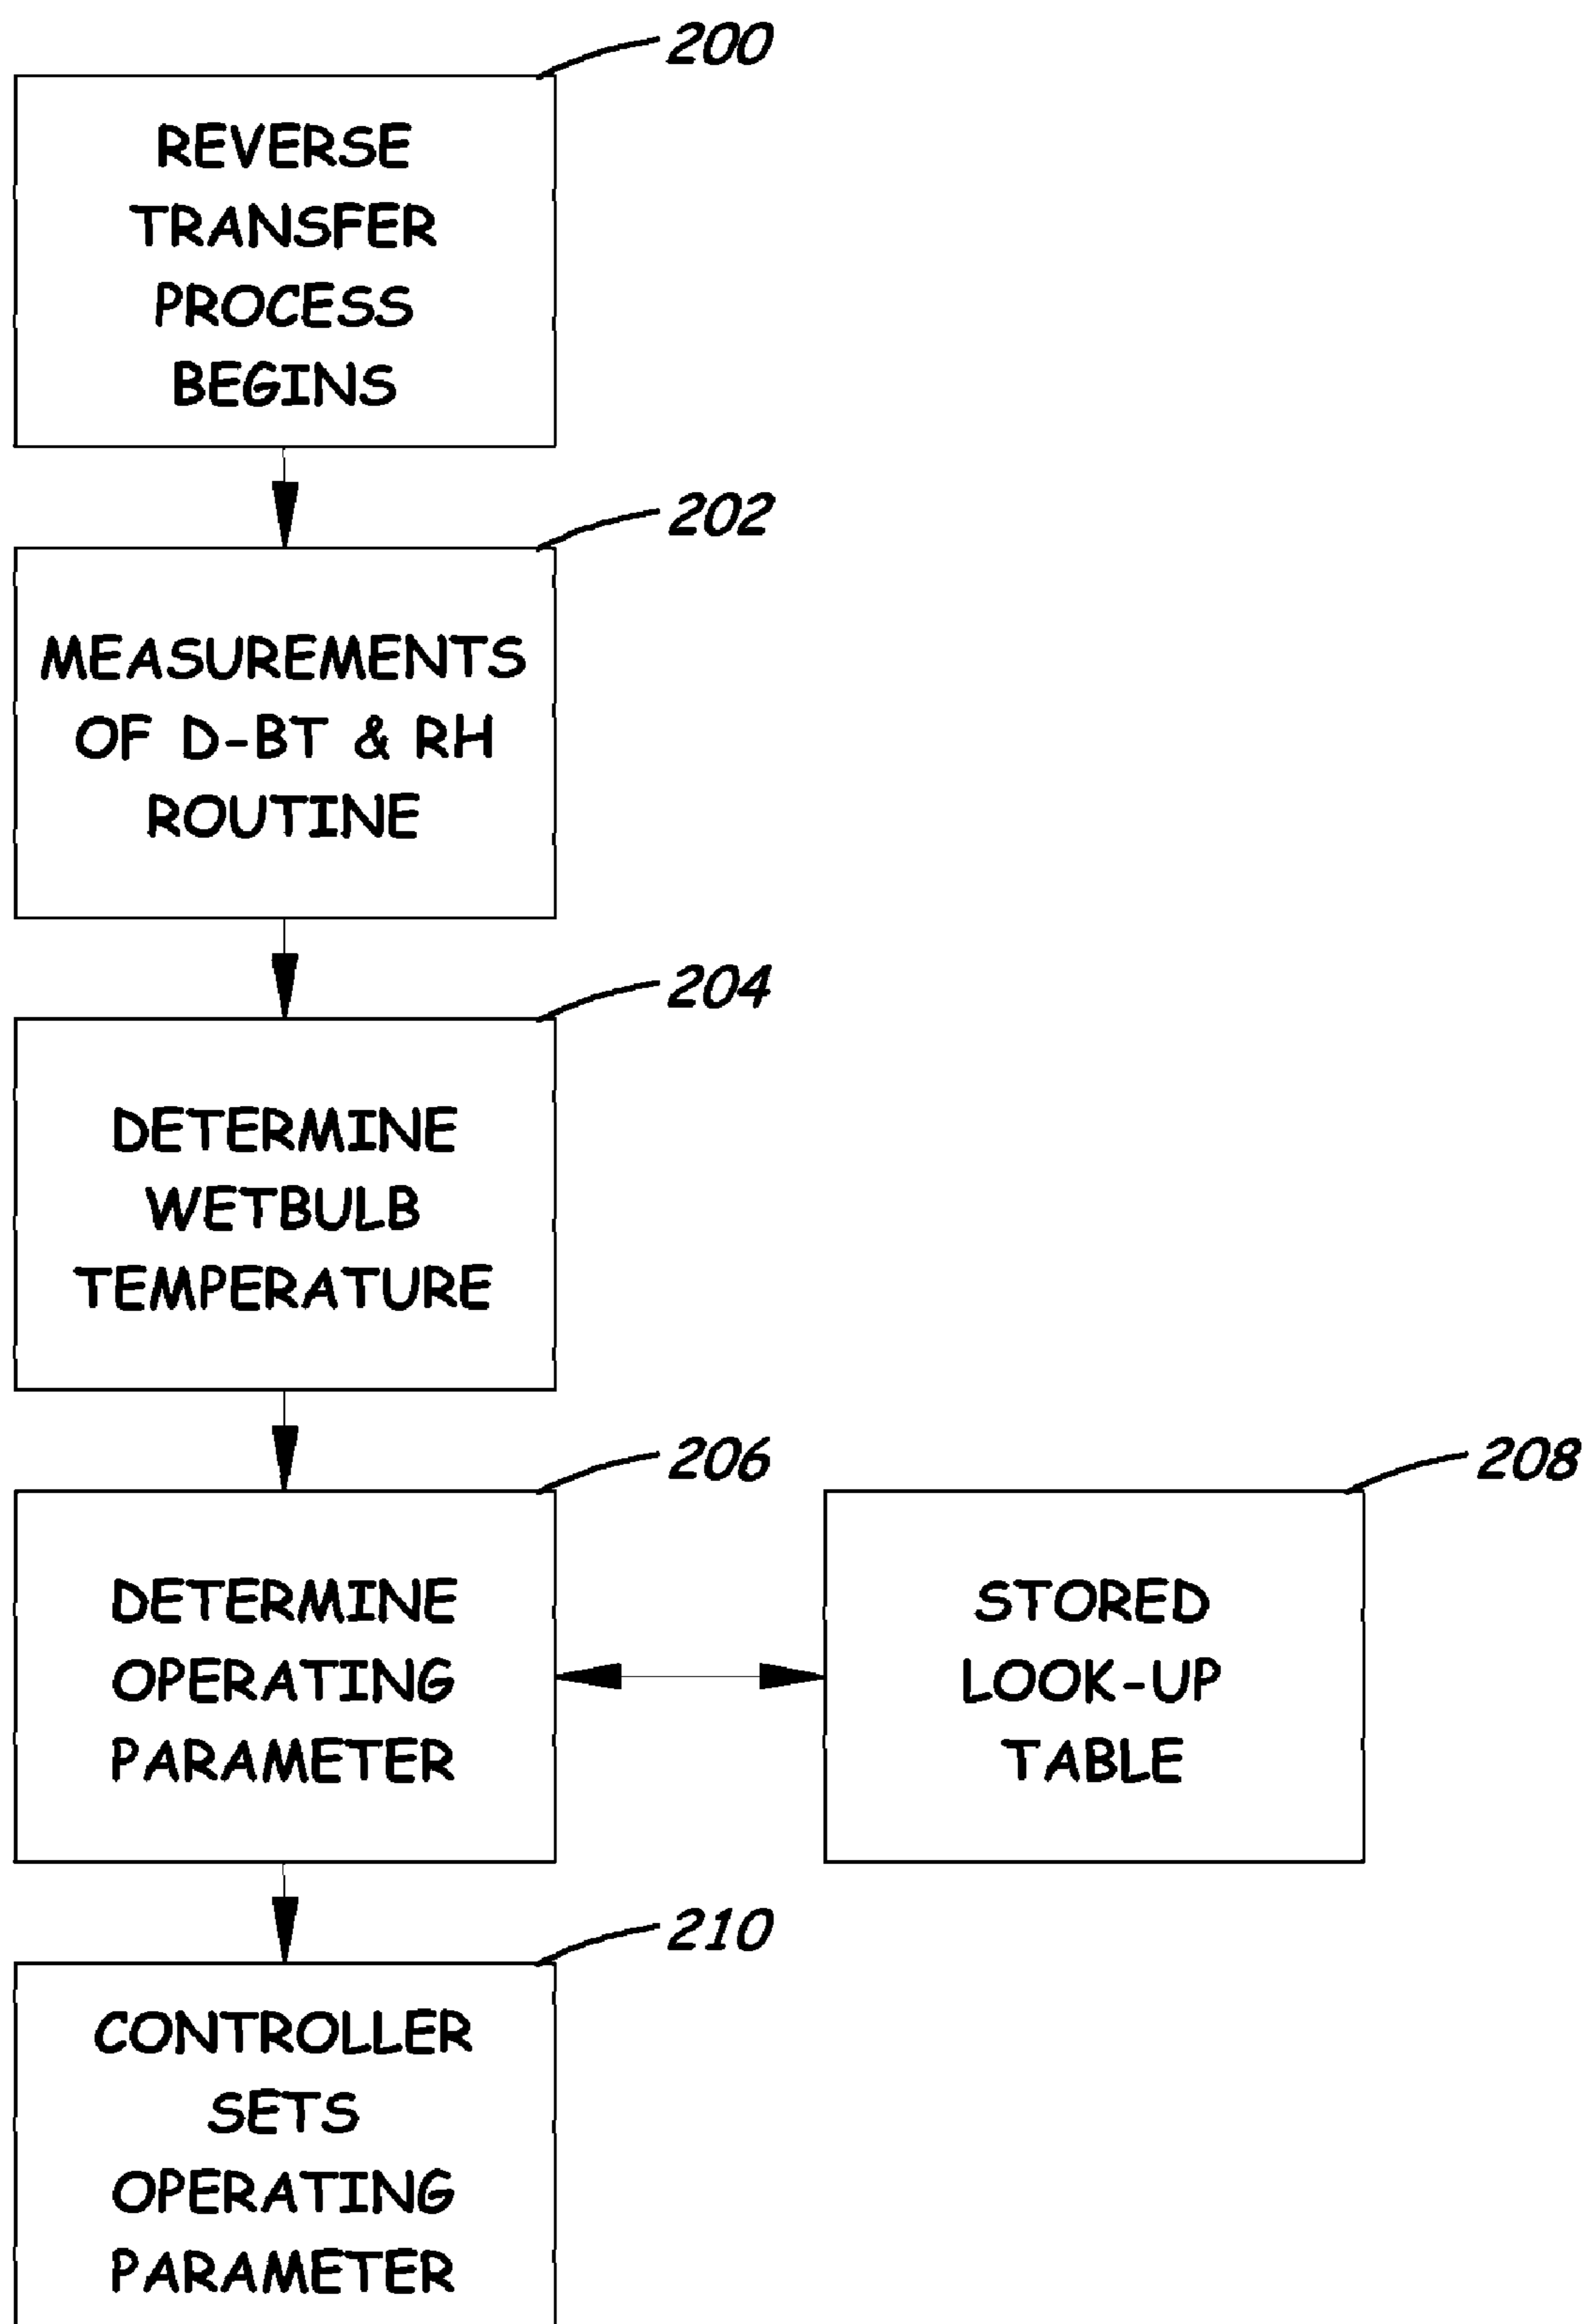 200
REVERSE
TRANSFER
PROCESS
BEGINS
202
MEASUREMENTS
OF D-BT & RH
ROUTINE
204
DETERMINE
WETBULB
TEMPERATURE
206
DETERMINE
OPERATING
PARAMETER
208
STORED
LOOK-UP
TABLE
210
CONTROLLER
SETS
OPERATING
PARAMETER